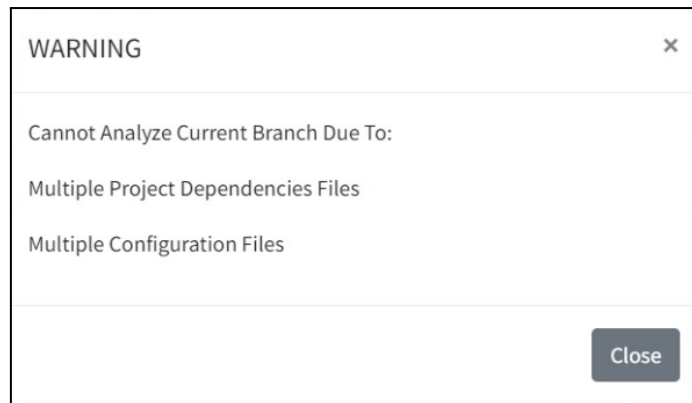 WARNING ×
Cannot Analyze Current Branch Due To:
Multiple Project Dependencies Files
Multiple Configuration Files
Close